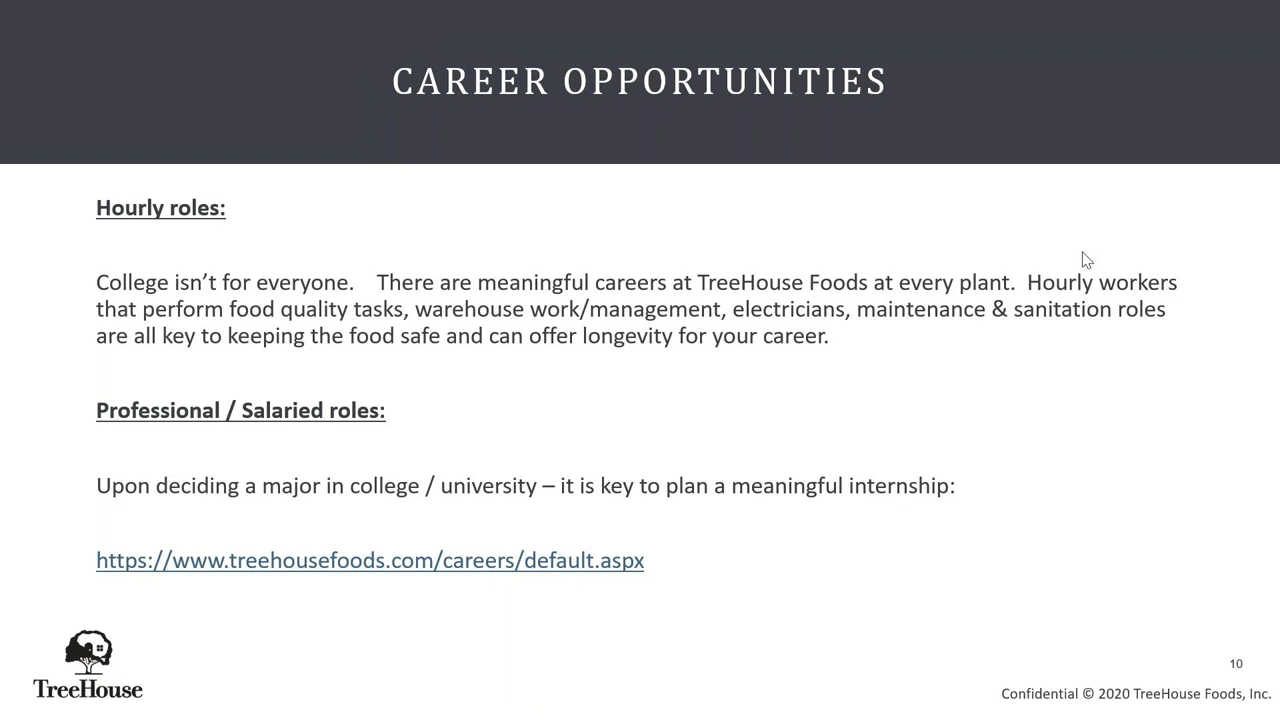 CAREER OPPORTUNITIES
Hourly roles:
College isn’t for everyone.    There are meaningful careers at TreeHouse Foods at every plant.  Hourly workers
that perform food quality tasks, warehouse work/management, electricians, maintenance & sanitation roles
are all key to keeping the food safe and can offer longevity for your career.
Professional / Salaried roles:
Upon deciding a major in college / university – it is key to plan a meaningful internship:
https://www.treehousefoods.com/careers/default.aspx
TreeHouse
10
Confidential © 2020 TreeHouse Foods, Inc.